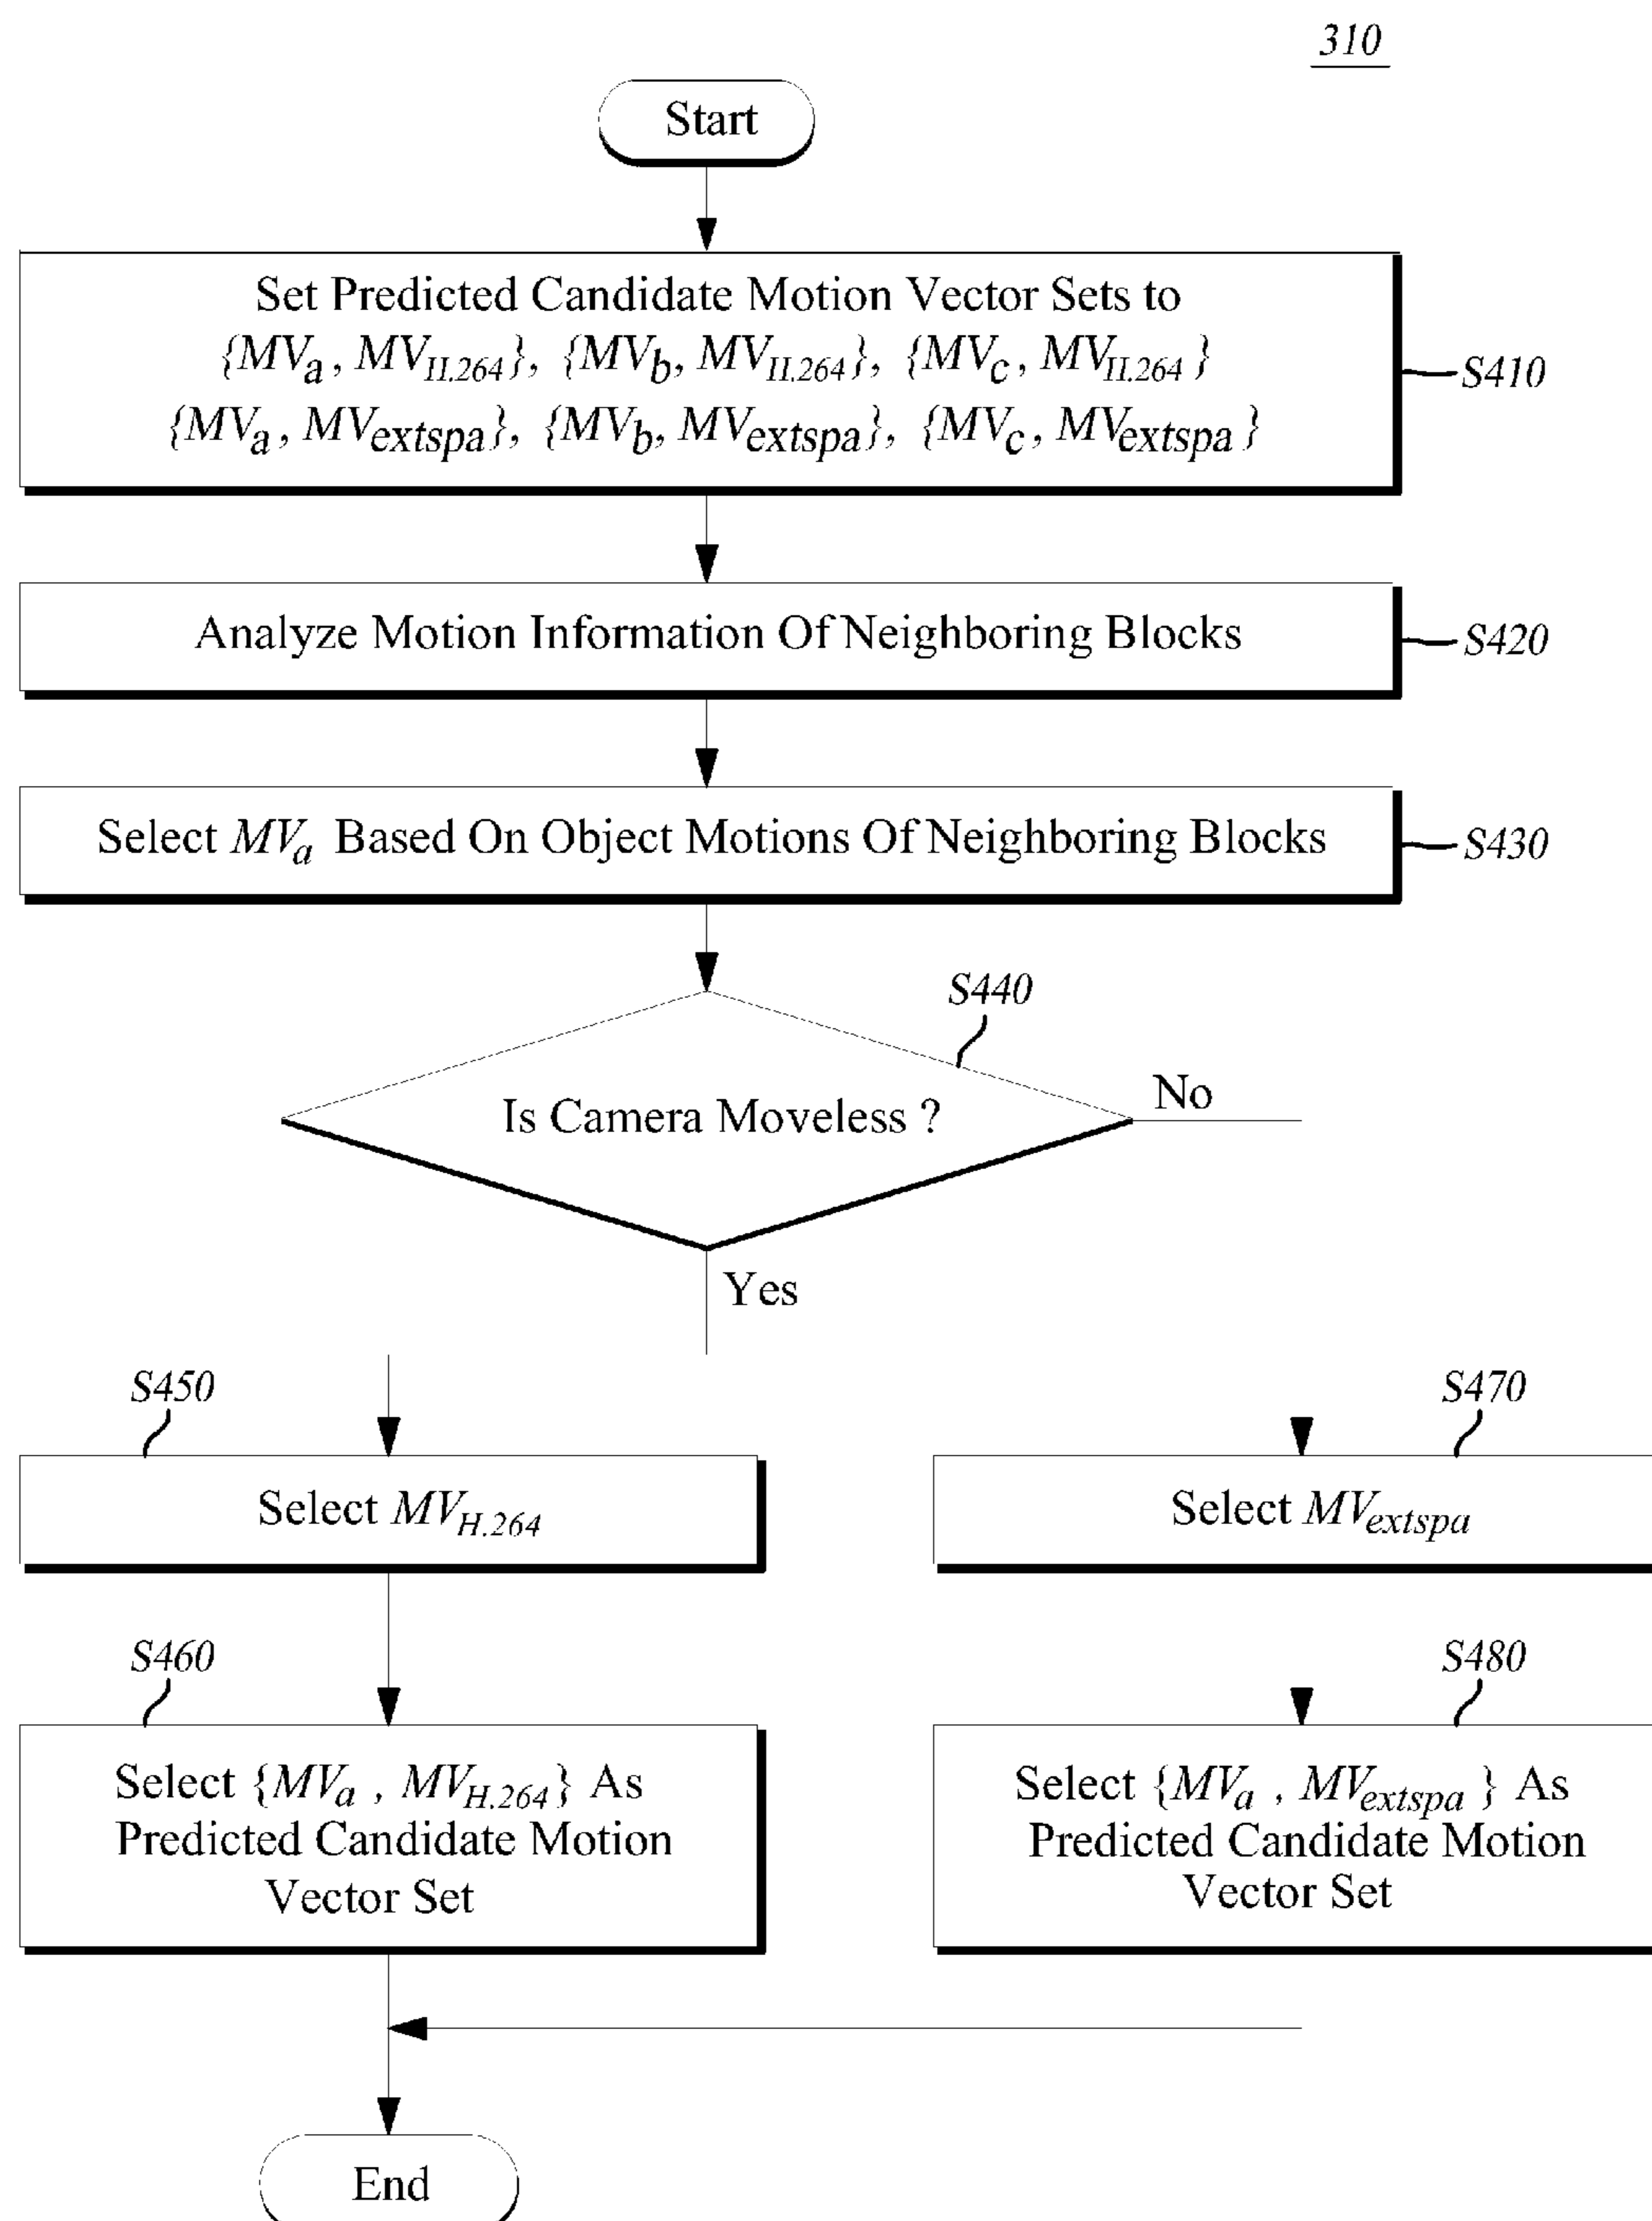 310
Start
Set Predicted Candidate Motion Vector Sets to
{MVa, MVII.264}, {MVb, MVII.264}, {MVc, MVII.264}
{MVa, MVextspa}, {MVb, MVextspa}, {MVc, MVextspa}
S410
Analyze Motion Information Of Neighboring Blocks
S420
Select MVa Based On Object Motions Of Neighboring Blocks
S430
S440
Is Camera Moveless ?
No
Yes
S450
Select MVH.264
S470
Select MVextspa
S460
Select {MVa , MVH.264} As
Predicted Candidate Motion
Vector Set
S480
Select {MVa , MVextspa } As
Predicted Candidate Motion
Vector Set
End